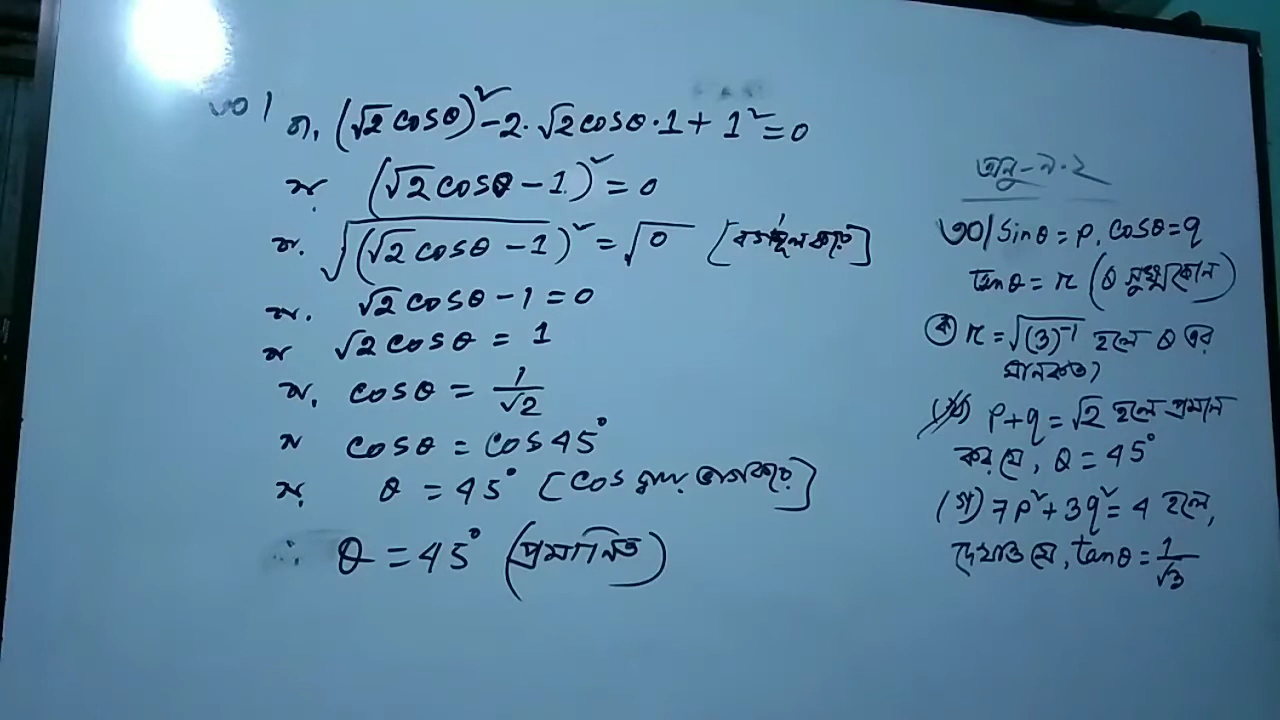 ৩০। বা, (√2 cosθ)² - 2·√2 cosθ·1 + 1² = 0
বা, (√2 cosθ - 1)² = 0
বা, √(√2 cosθ - 1)² = √0 [বর্গমূল করে]
বা, √2 cosθ - 1 = 0
বা √2 cosθ = 1
বা, cosθ = 1/√2
বা cosθ = cos45°
বা, θ = 45° [cos দ্বারা ভাগ করে]
∴ θ = 45° (প্রমাণিত)
অনু-৯.২
৩০। Sinθ = p, cosθ = q
tanθ = r (θ সূক্ষ্মকোণ)
(ক) r = √(3)⁻¹ হলে θ এর
মান কত?
(খ) p+q = √2 হলে প্রমান
কর যে, θ = 45°
(গ) 7p² + 3q² = 4 হলে,
দেখাও যে, tanθ = 1/√3